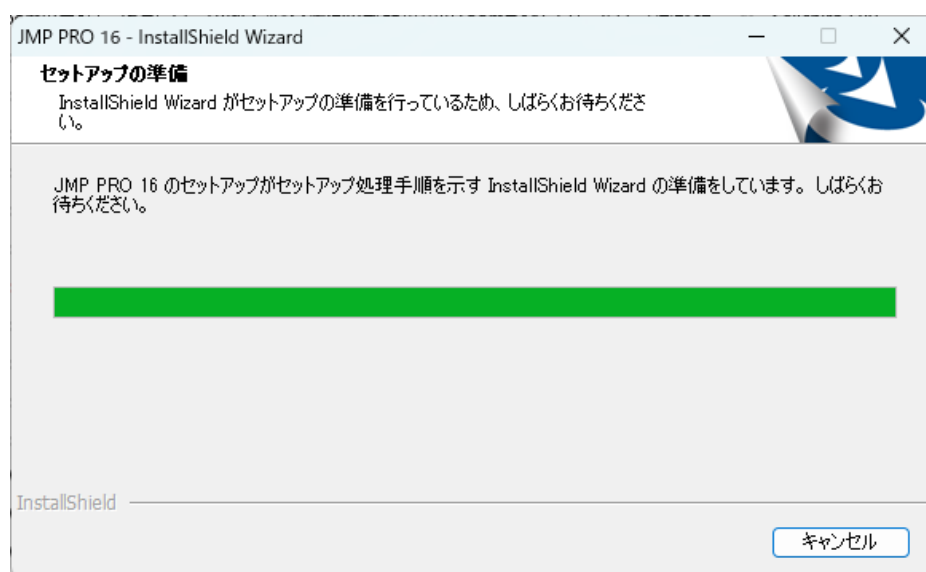 JMP PRO 16 - InstallShield Wizard
セットアップの準備
InstallShield Wizard がセットアップの準備を行っているため、しばらくお待ちくださ
い。
JMP PRO 16 のセットアップがセットアップ処理手順を示す InstallShield Wizard の準備をしています。しばらくお
待ちください。
InstallShield
キャンセル